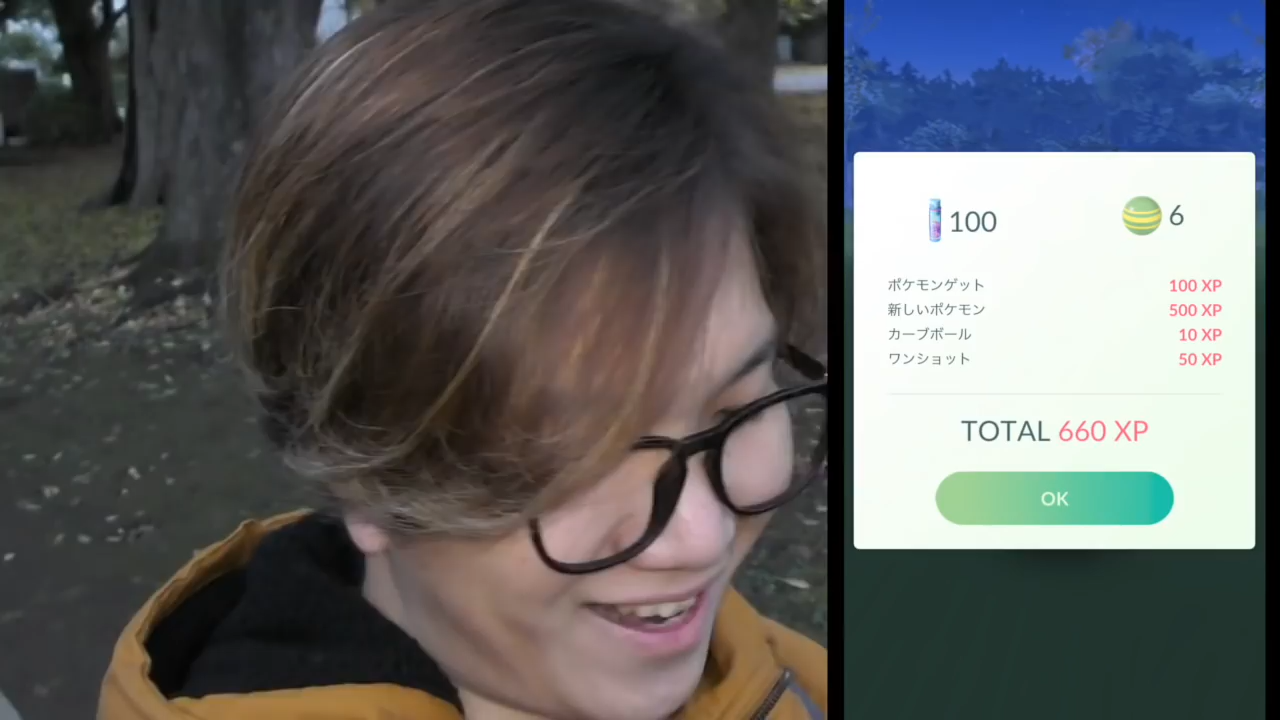 100
6
ポケモンゲット 100 XP
新しいポケモン 500 XP
カーブボール 10 XP
ワンショット 50 XP
TOTAL 660 XP
OK